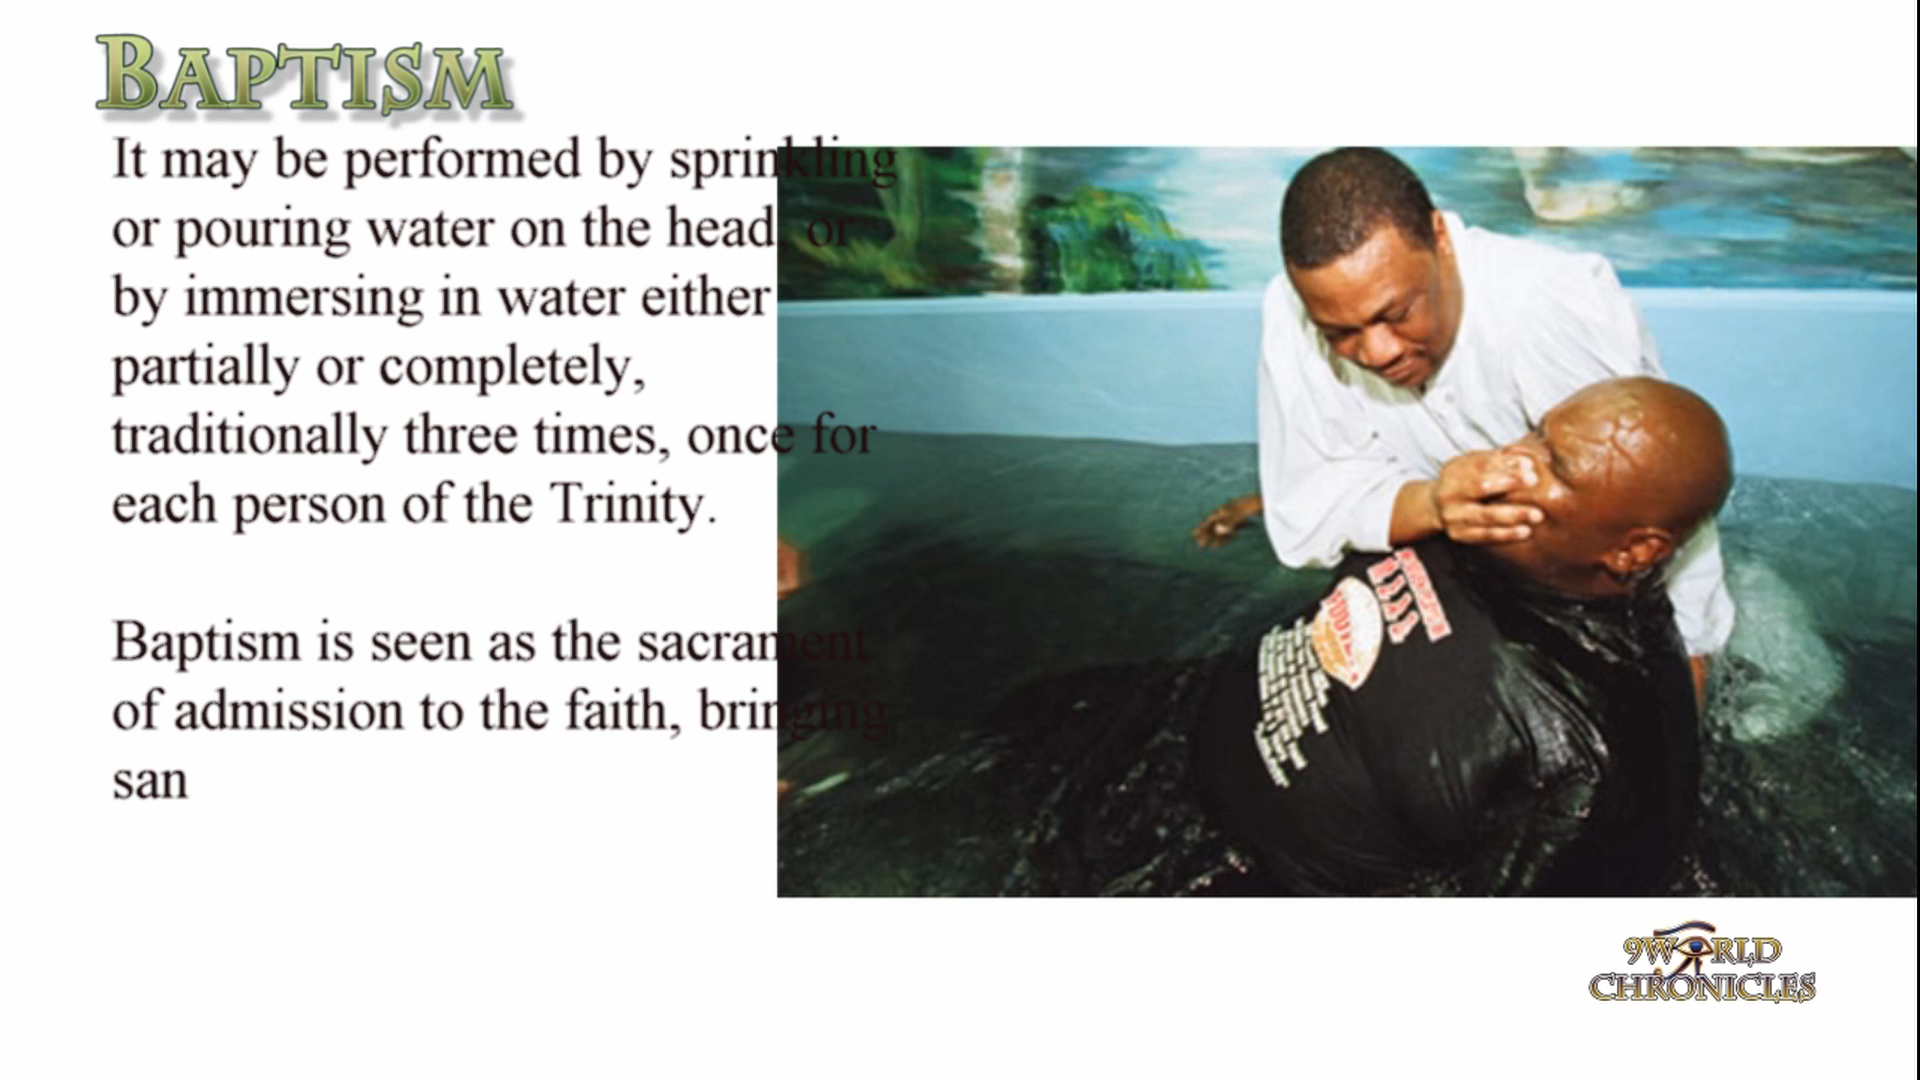 BAPTISM
It may be performed by sprinkling
or pouring water on the head, or
by immersing in water either
partially or completely,
traditionally three times, once for
each person of the Trinity.
Baptism is seen as the sacrament
of admission to the faith, bringing
san
9WORLD
CHRONICLES